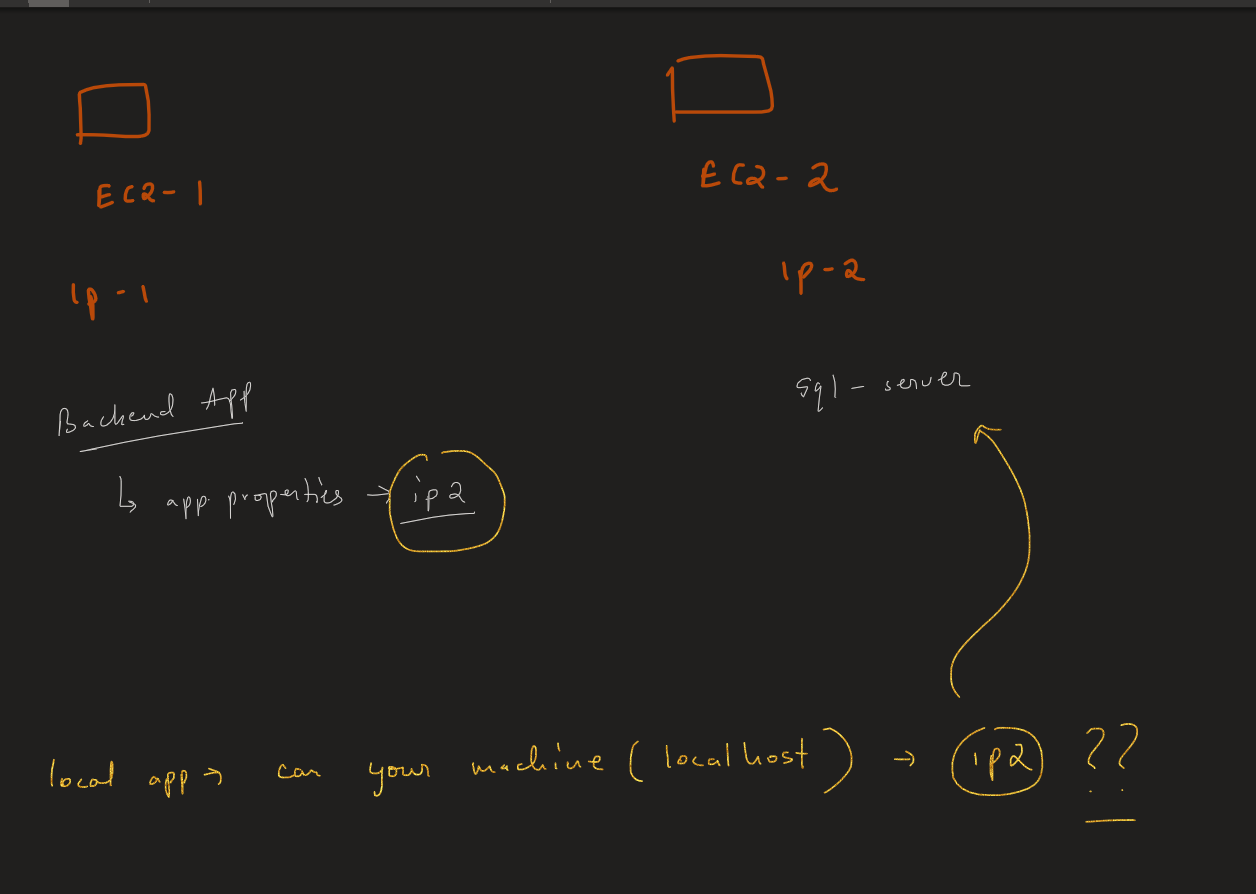 EC2-1
EC2-2
ip-1
ip-2
Backend App
sql-server
↳ app properties → ip2
local app → can your machine (localhost) → ip2 ??